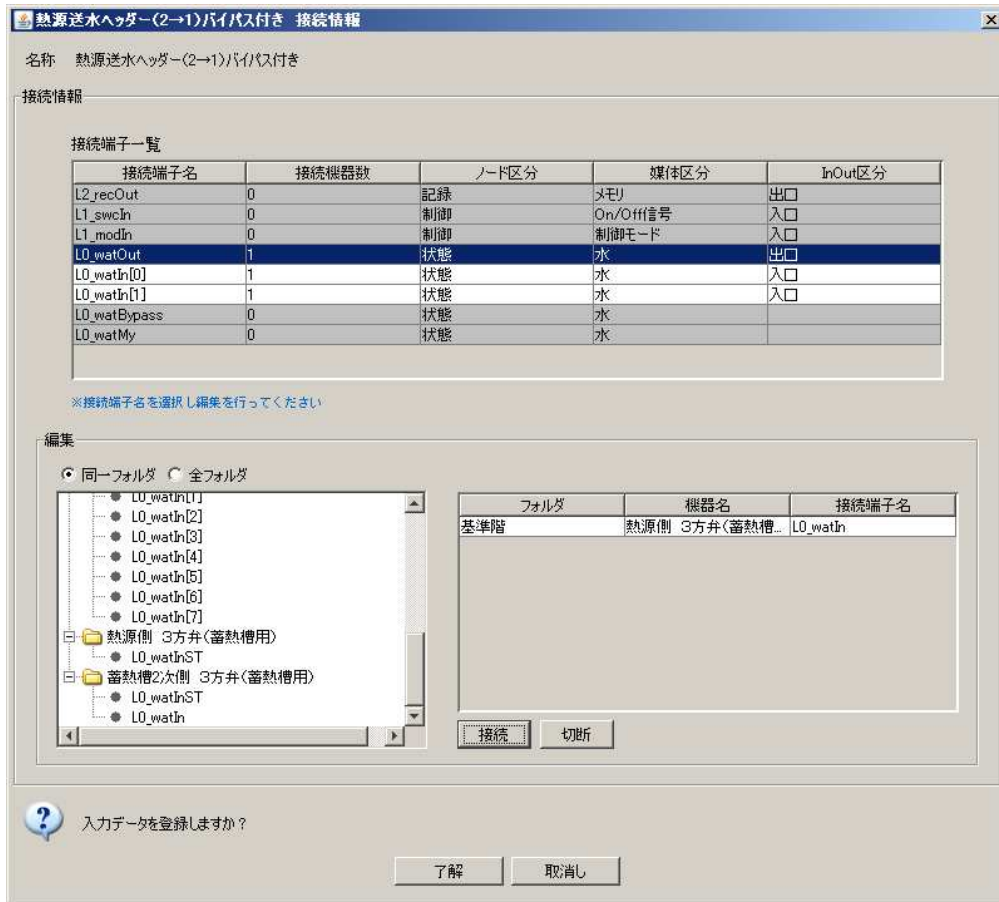 熱源送水ヘッダー(2→1)バイパス付き 接続情報
名称 熱源送水ヘッダー(2→1)バイパス付き
接続情報
接続端子一覧
接続端子名 接続機器数 ノード区分 媒体区分 InOut区分
L2_recOut 0 記録 メモリ 出口
L1_swcIn 0 制御 On/Off信号 入口
L1_modIn 0 制御 制御モード 入口
L0_watOut 1 状態 水 出口
L0_watIn[0] 1 状態 水 入口
L0_watIn[1] 1 状態 水 入口
L0_watBypass 0 状態 水
L0_watMy 0 状態 水
※接続端子名を選択し編集を行ってください
編集
同一フォルダ 全フォルダ
L0_watIn[1]
L0_watIn[2]
L0_watIn[3]
L0_watIn[4]
L0_watIn[5]
L0_watIn[6]
L0_watIn[7]
熱源側 3方弁(蓄熱槽用)
L0_watInST
蓄熱槽2次側 3方弁(蓄熱槽用)
L0_watInST
L0_watIn
フォルダ 機器名 接続端子名
基準階 熱源側 3方弁(蓄熱槽... L0_watIn
接続 切断
入力データを登録しますか?
了解 取消し